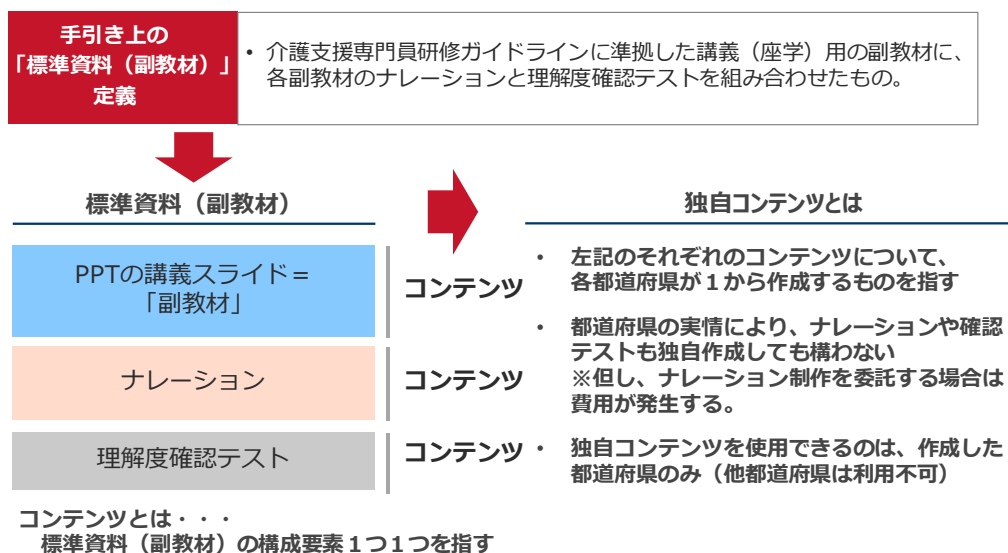 手引き上の
「標準資料（副教材）」
定義
• 介護支援専門員研修ガイドラインに準拠した講義（座学）用の副教材に、
各副教材のナレーションと理解度確認テストを組み合わせたもの。
標準資料（副教材）
PPTの講義スライド＝
「副教材」
コンテンツ
ナレーション
コンテンツ
理解度確認テスト
コンテンツ
コンテンツとは・・・
標準資料（副教材）の構成要素１つ１つを指す
独自コンテンツとは
• 左記のそれぞれのコンテンツについて、
各都道府県が１から作成するものを指す
• 都道府県の実情により、ナレーションや確認
テストも独自作成しても構わない
※但し、ナレーション制作を委託する場合は
費用が発生する。
• 独自コンテンツを使用できるのは、作成した
都道府県のみ（他都道府県は利用不可）